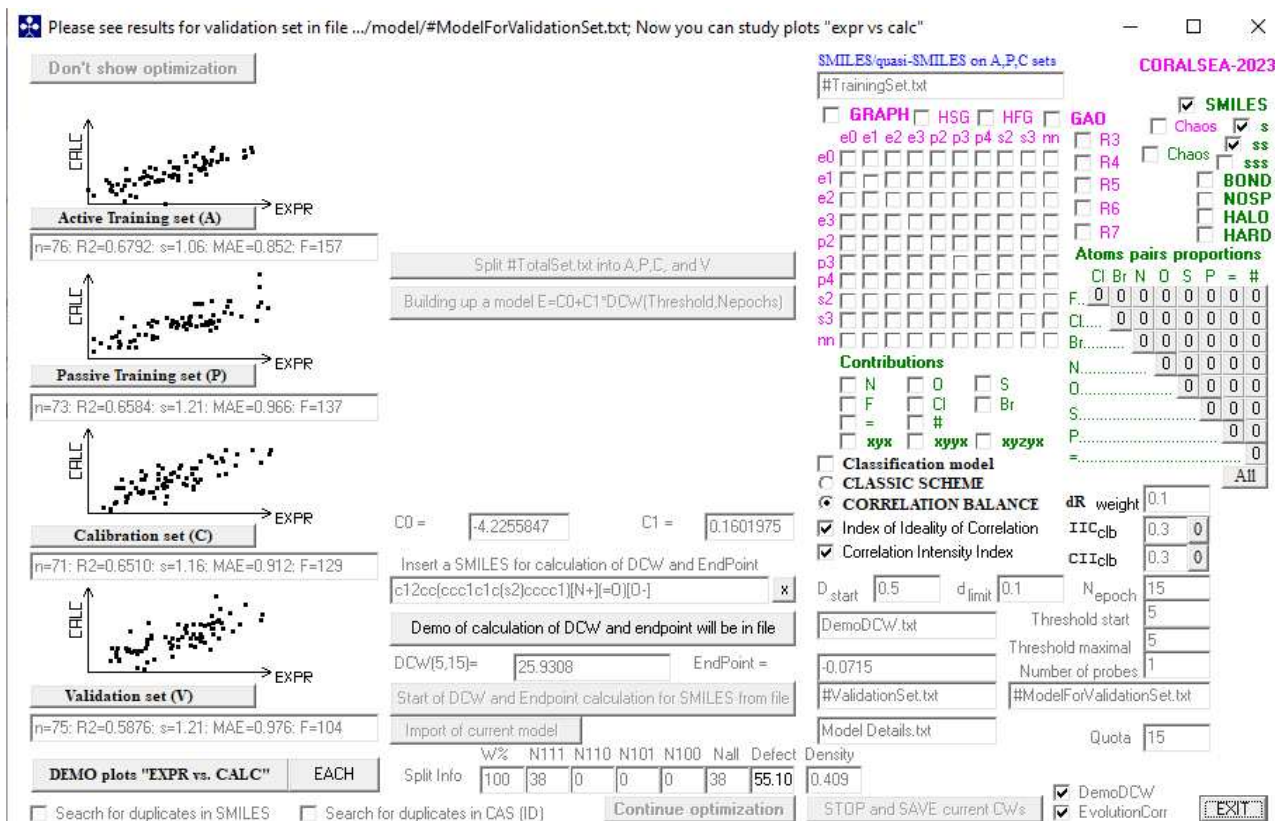 Please see results for validation set in file .../model/#ModelForValidationSet.txt; Now you can study plots "expr vs calc"
Don't show optimization
CALC
EXPR
Active Training set (A)
n=76: R2=0.6792: s=1.06: MAE=0.852: F=157
CALC
EXPR
Passive Training set (P)
n=73: R2=0.6584: s=1.21: MAE=0.966: F=137
CALC
EXPR
Calibration set (C)
n=71: R2=0.6510: s=1.16: MAE=0.912: F=129
CALC
EXPR
Validation set (V)
n=75: R2=0.5876: s=1.21: MAE=0.976: F=104
DEMO plots "EXPR vs. CALC" EACH
Seacrh for duplicates in SMILES Search for duplicates in CAS (ID)
Split #TotalSet.txt into A,P,C, and V
Building up a model E=C0+C1*DCW(Threshold,Nepochs)
C0 = -4.2255847 C1 = 0.1601975
Insert a SMILES for calculation of DCW and EndPoint
c12cc(ccc1c1c(s2)cccc1)[N+](=O)[O-] x
Demo of calculation of DCW and endpoint will be in file
DCW(5,15)= 25.9308 EndPoint =
Start of DCW and Endpoint calculation for SMILES from file
Import of current model
W% N111 N110 N101 N100 Nall Defect Density
Split Info 100 38 0 0 0 38 55.10 0.409
Continue optimization STOP and SAVE current CWs
SMILES/quasi-SMILES on A,P,C sets
#TrainingSet.txt
GRAPH HSG HFG GAO
e0 e1 e2 e3 p2 p3 p4 s2 s3 nn
e0
e1
e2
e3
p2
p3
p4
s2
s3
nn
R3
R4
R5
R6
R7
CORALSEA-2023
SMILES
Chaos s
Chaos ss
sss
BOND
NOSP
HALO
HARD
Atoms pairs proportions
Cl Br N O S P = #
F.. 0 0 0 0 0 0 0 0
Cl..... 0 0 0 0 0 0 0
Br.......... 0 0 0 0 0 0
N................ 0 0 0 0 0
O..................... 0 0 0 0
S........................... 0 0 0
P................................ 0 0
=..................................... 0
All
Contributions
N O S
F Cl Br
= #
xyx xyyx xyzyx
Classification model
CLASSIC SCHEME
CORRELATION BALANCE
Index of Ideality of Correlation
Correlation Intensity Index
dR weight 0.1
IIC clb 0.3 0
CII clb 0.3 0
D start 0.5 d limit 0.1 N epoch 15
DemoDCW.txt Threshold start 5
Threshold maximal 5
-0.0715 Number of probes 1
#ValidationSet.txt #ModelForValidationSet.txt
Model Details.txt Quota 15
DemoDCW
EvolutionCorr EXIT